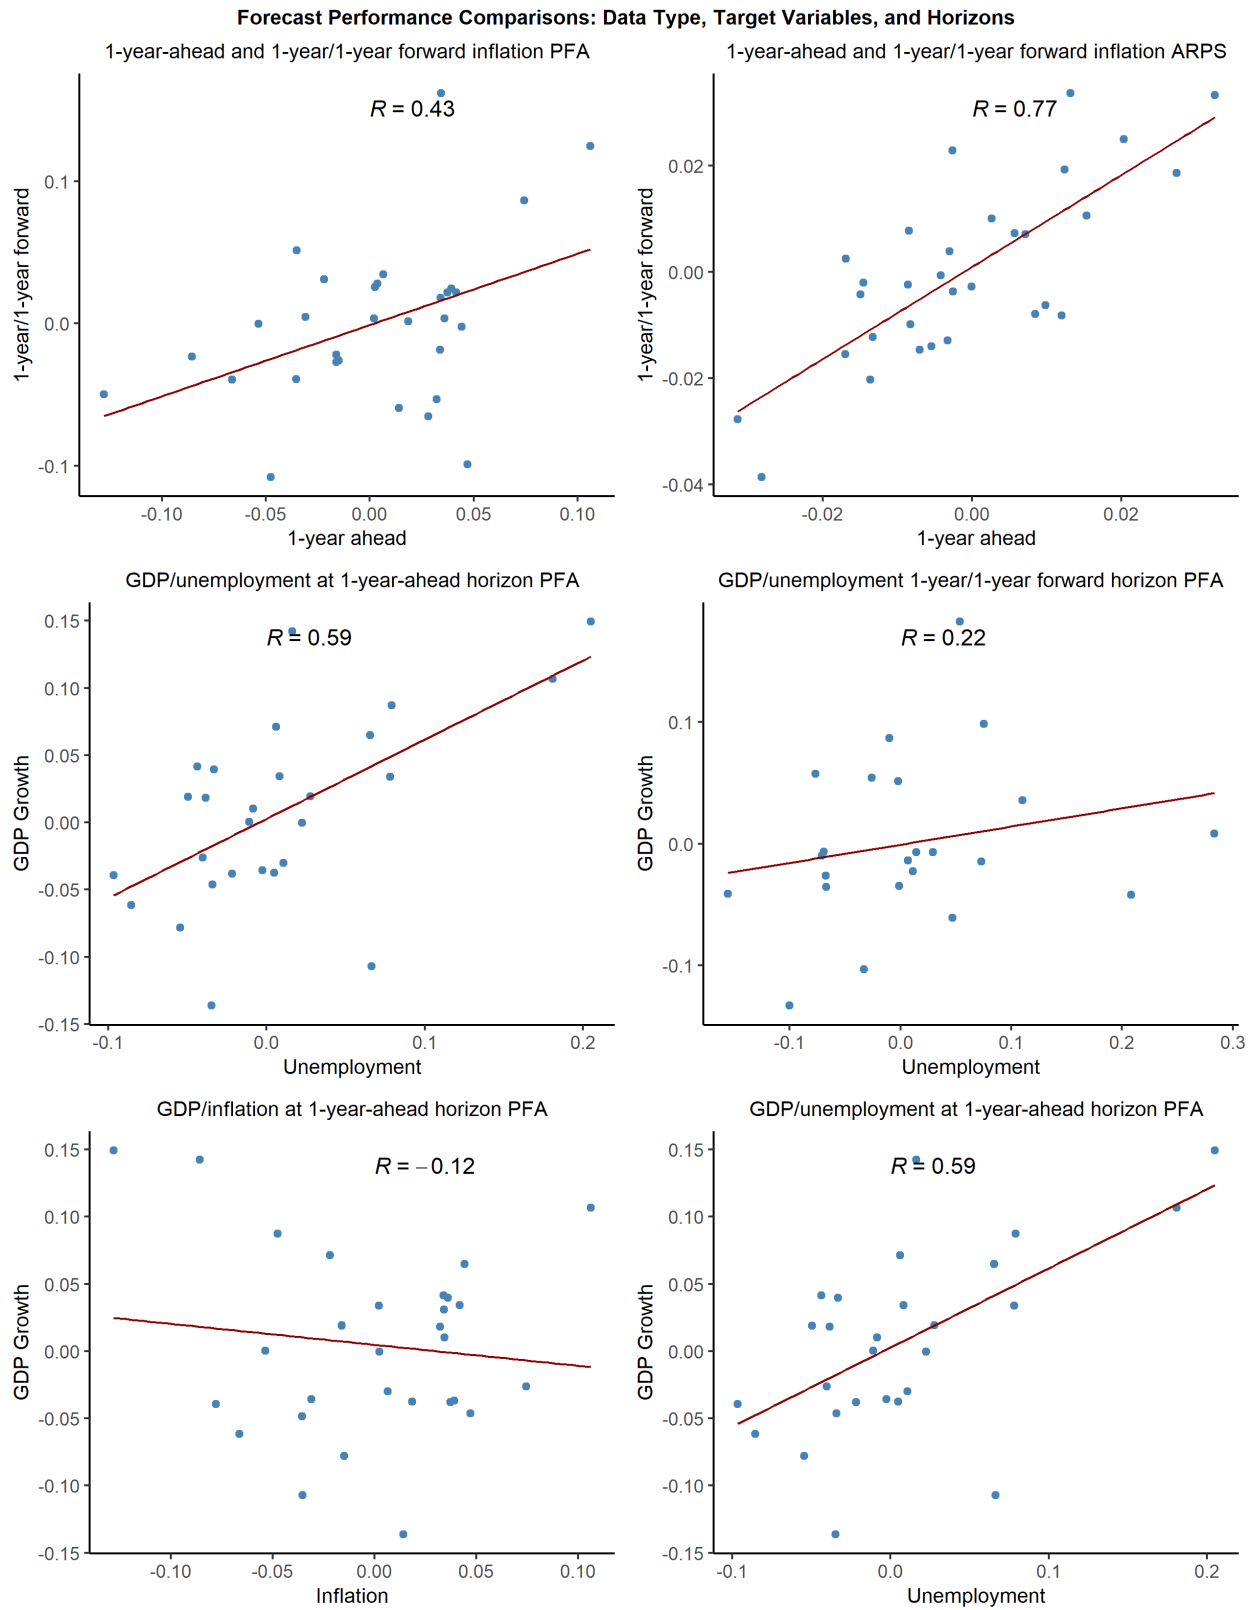 Forecast Performance Comparisons: Data Type, Target Variables, and Horizons
1-year-ahead and 1-year/1-year forward inflation PFA
R = 0.43
0.1
0.0
-0.1
1-year/1-year forward
-0.10 -0.05 0.00 0.05 0.10
1-year ahead
1-year-ahead and 1-year/1-year forward inflation ARPS
R = 0.77
0.02
0.00
-0.02
-0.04
1-year/1-year forward
-0.02 0.00 0.02
1-year ahead
GDP/unemployment at 1-year-ahead horizon PFA
R = 0.59
0.15
0.10
0.05
0.00
-0.05
-0.10
-0.15
GDP Growth
-0.1 0.0 0.1 0.2
Unemployment
GDP/unemployment 1-year/1-year forward horizon PFA
R = 0.22
0.1
0.0
-0.1
GDP Growth
-0.1 0.0 0.1 0.2 0.3
Unemployment
GDP/inflation at 1-year-ahead horizon PFA
R = −0.12
0.15
0.10
0.05
0.00
-0.05
-0.10
-0.15
GDP Growth
-0.10 -0.05 0.00 0.05 0.10
Inflation
GDP/unemployment at 1-year-ahead horizon PFA
R = 0.59
0.15
0.10
0.05
0.00
-0.05
-0.10
-0.15
GDP Growth
-0.1 0.0 0.1 0.2
Unemployment